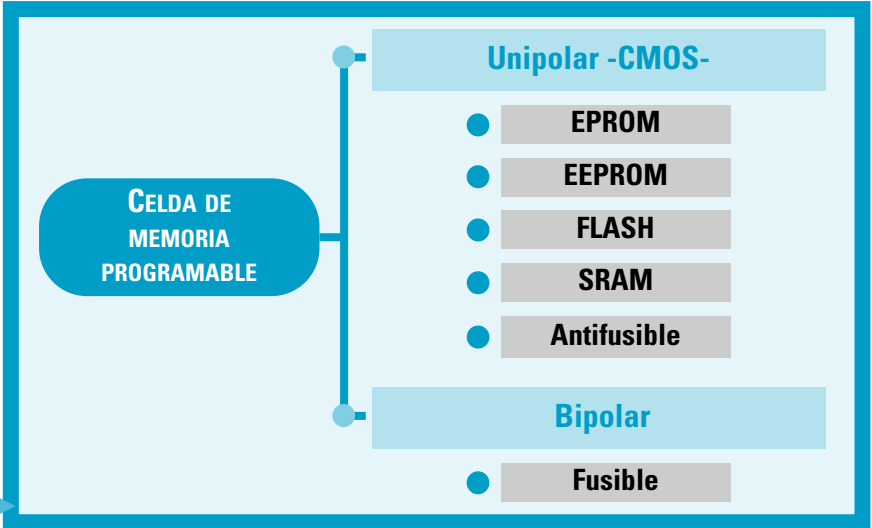 Unipolar -CMOS-
EPROM
EEPROM
CELDA DE
MEMORIA
PROGRAMABLE
FLASH
SRAM
Antifusible
Bipolar
Fusible